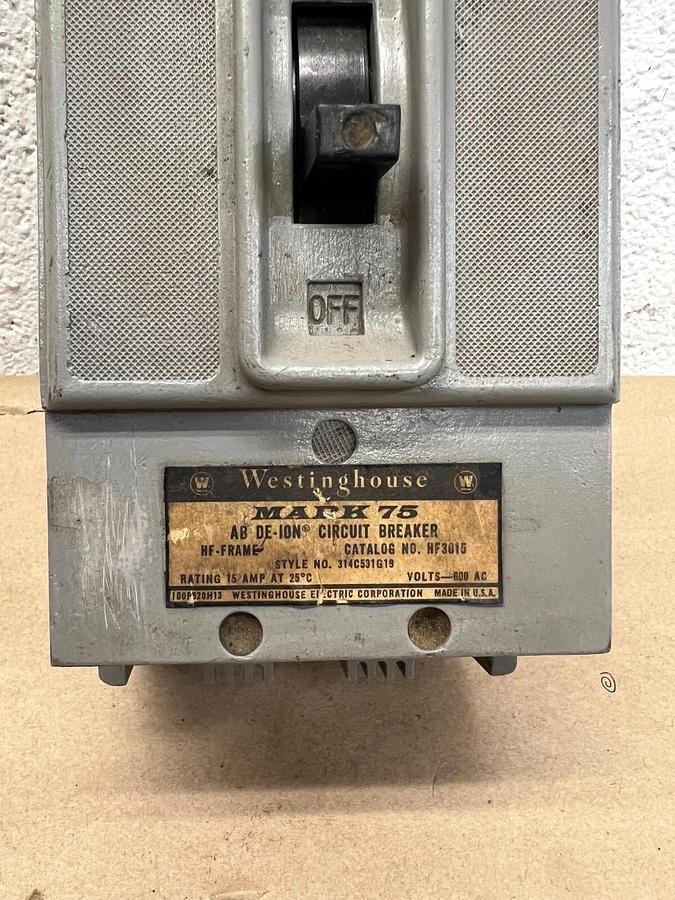 OFF
W Westinghouse W
MARK 75
AB DE-ION® CIRCUIT BREAKER
HF-FRAME CATALOG NO. HF3015
STYLE NO. 314C531G19
RATING 15 AMP AT 25°C VOLTS—600 AC
WESTINGHOUSE ELECTRIC CORPORATION MADE IN U.S.A.